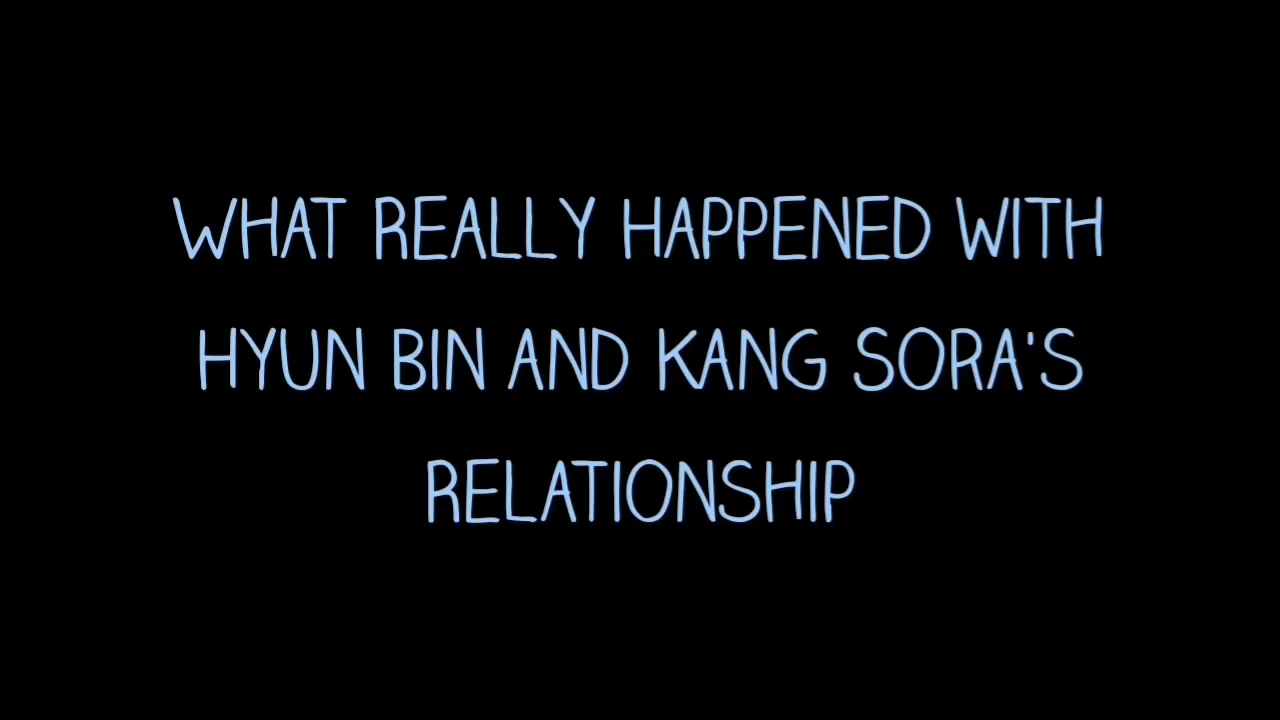 WHAT REALLY HAPPENED WITH
HYUN BIN AND KANG SORA'S
RELATIONSHIP